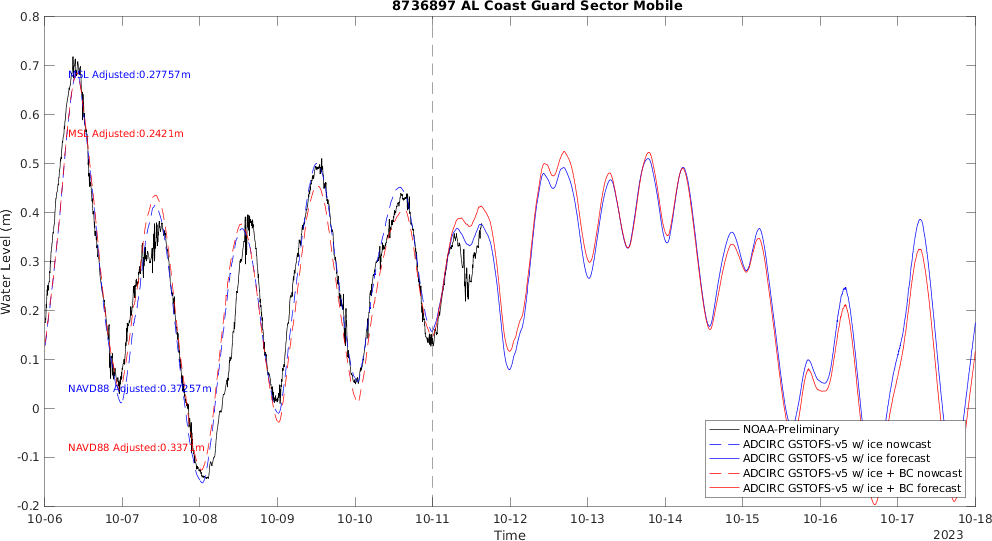 8736897 AL Coast Guard Sector Mobile
0.8
0.7
0.6
0.5
0.4
0.3
0.2
0.1
0
-0.1
-0.2
Water Level (m)
MSL Adjusted:0.27757m
MSL Adjusted:0.2421m
NAVD88 Adjusted:0.37257m
NAVD88 Adjusted:0.3371m
NOAA-Preliminary
ADCIRC GSTOFS-v5 w/ ice nowcast
ADCIRC GSTOFS-v5 w/ ice forecast
ADCIRC GSTOFS-v5 w/ ice + BC nowcast
ADCIRC GSTOFS-v5 w/ ice + BC forecast
10-06 10-07 10-08 10-09 10-10 10-11 10-12 10-13 10-14 10-15 10-16 10-17 10-18
Time
2023